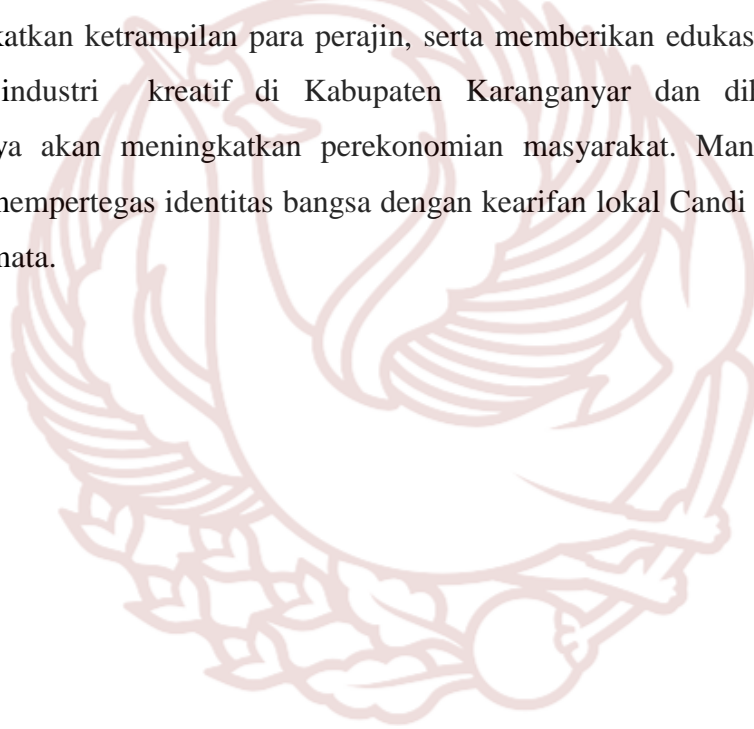 katkan ketrampilan para perajin, serta memberikan edukas
industri kreatif di Kabupaten Karanganyar dan dil
ya akan meningkatkan perekonomian masyarakat. Man
mempertegas identitas bangsa dengan kearifan lokal Candi
nata.